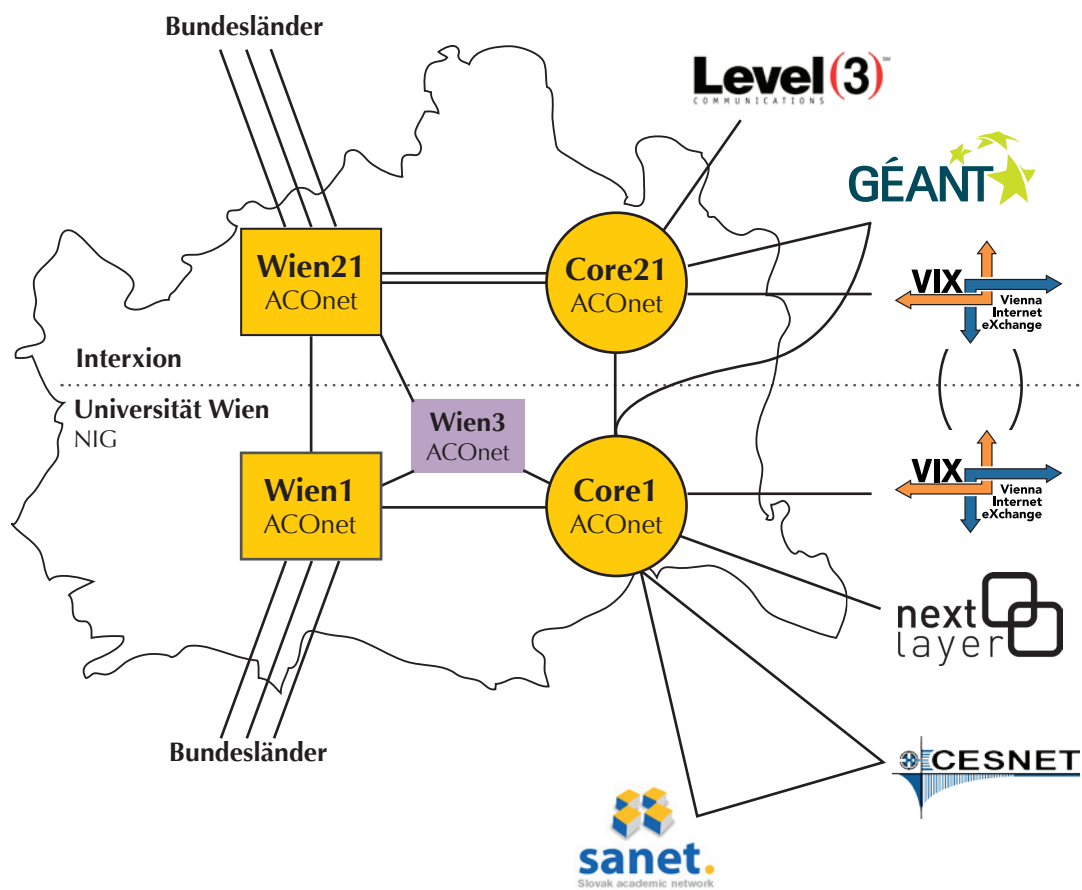 Bundesländer
Level(3)℠
COMMUNICATIONS
GÉANT
Wien21
ACOnet
Core21
ACOnet
VIX
Vienna
Internet
eXchange
Interxion
Universität Wien
NIG
Wien3
ACOnet
Wien1
ACOnet
Core1
ACOnet
VIX
Vienna
Internet
eXchange
next
layer
Bundesländer
CESNET
sanet.
Slovak academic network